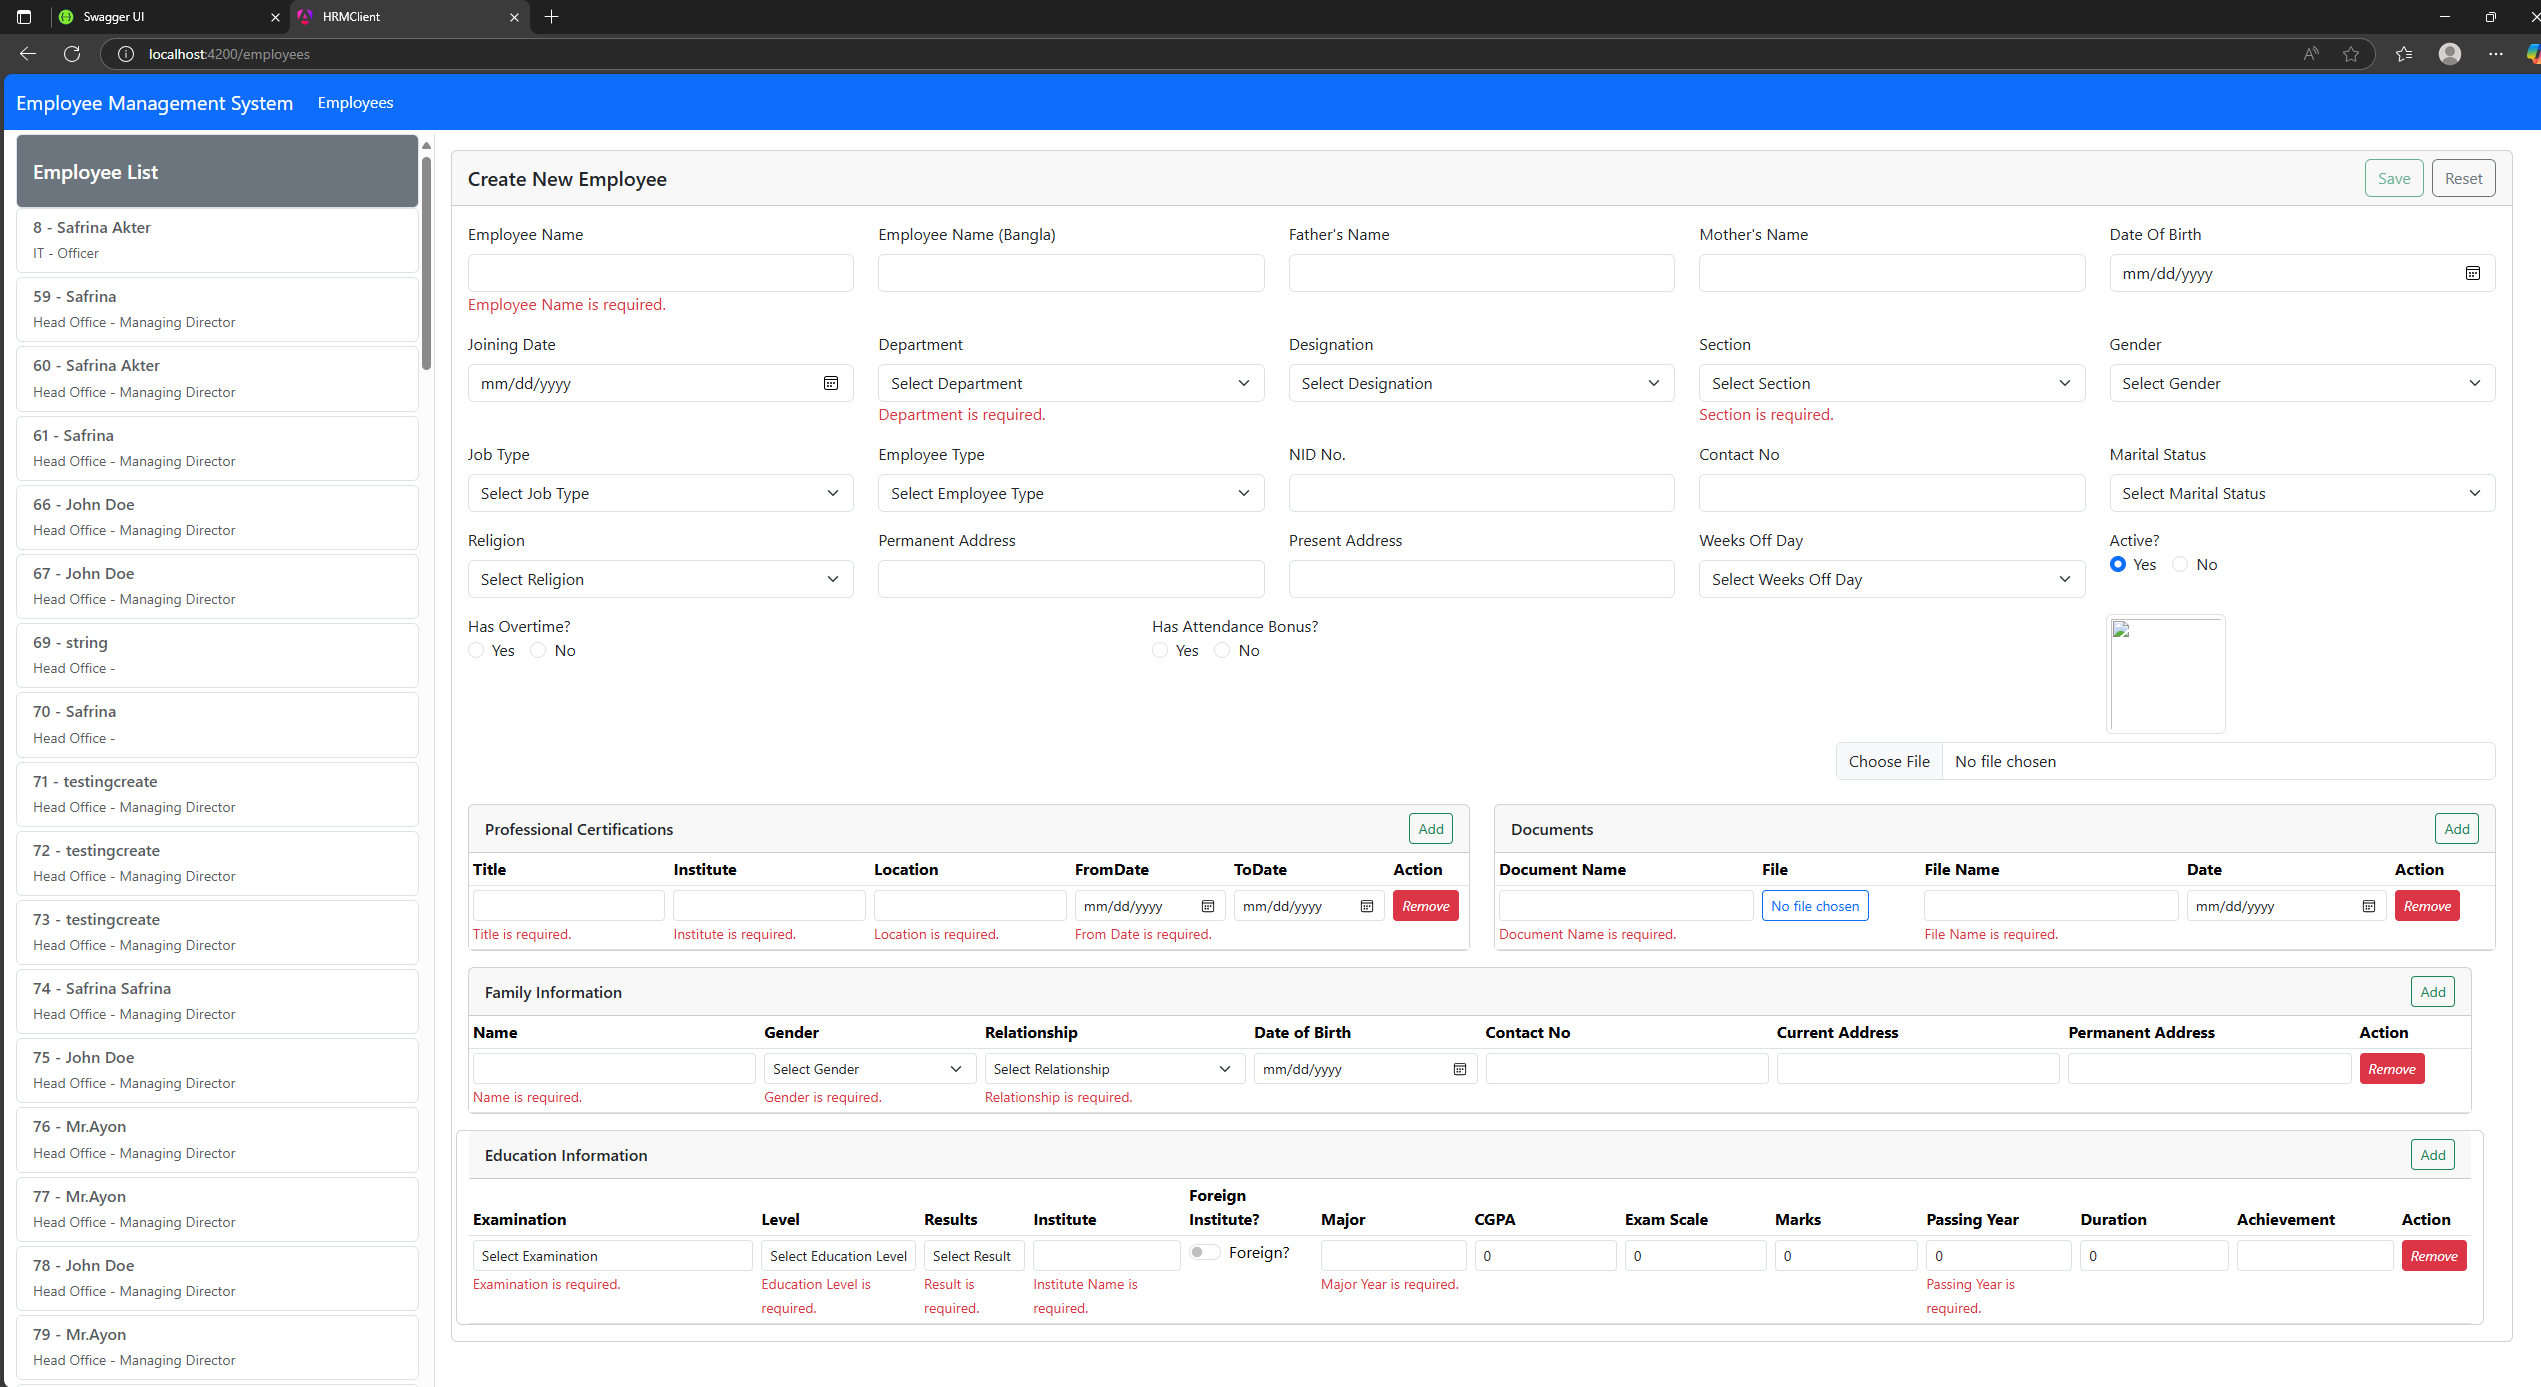 Swagger UI
HRMClient
localhost:4200/employees
Employee Management System Employees
Employee List
8 - Safrina Akter
IT - Officer
59 - Safrina
Head Office - Managing Director
60 - Safrina Akter
Head Office - Managing Director
61 - Safrina
Head Office - Managing Director
66 - John Doe
Head Office - Managing Director
67 - John Doe
Head Office - Managing Director
69 - string
Head Office -
70 - Safrina
Head Office -
71 - testingcreate
Head Office - Managing Director
72 - testingcreate
Head Office - Managing Director
73 - testingcreate
Head Office - Managing Director
74 - Safrina Safrina
Head Office - Managing Director
75 - John Doe
Head Office - Managing Director
76 - Mr.Ayon
Head Office - Managing Director
77 - Mr.Ayon
Head Office - Managing Director
78 - John Doe
Head Office - Managing Director
79 - Mr.Ayon
Head Office - Managing Director
Create New Employee Save Reset
Employee Name Employee Name (Bangla) Father's Name Mother's Name Date Of Birth
mm/dd/yyyy
Employee Name is required.
Joining Date Department Designation Section Gender
mm/dd/yyyy Select Department Select Designation Select Section Select Gender
Department is required. Section is required.
Job Type Employee Type NID No. Contact No Marital Status
Select Job Type Select Employee Type Select Marital Status
Religion Permanent Address Present Address Weeks Off Day Active?
Select Religion Select Weeks Off Day Yes No
Has Overtime? Has Attendance Bonus?
Yes No Yes No
Choose File No file chosen
Professional Certifications Add
Title Institute Location FromDate ToDate Action
mm/dd/yyyy mm/dd/yyyy Remove
Title is required. Institute is required. Location is required. From Date is required.
Documents Add
Document Name File File Name Date Action
No file chosen mm/dd/yyyy Remove
Document Name is required. File Name is required.
Family Information Add
Name Gender Relationship Date of Birth Contact No Current Address Permanent Address Action
Select Gender Select Relationship mm/dd/yyyy Remove
Name is required. Gender is required. Relationship is required.
Education Information Add
Examination Level Results Institute Foreign Institute? Major CGPA Exam Scale Marks Passing Year Duration Achievement Action
Select Examination Select Education Level Select Result Foreign? 0 0 0 0 0 Remove
Examination is required. Education Level is required. Result is required. Institute Name is required. Major Year is required. Passing Year is required.